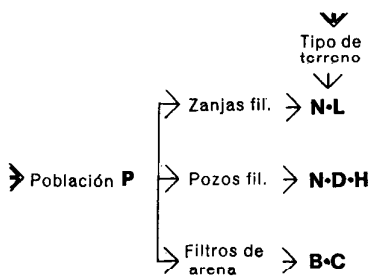 Tipo de
terreno
Zanjas fil. N·L
Población P Pozos fil. N·D·H
Filtros de
arena B·C